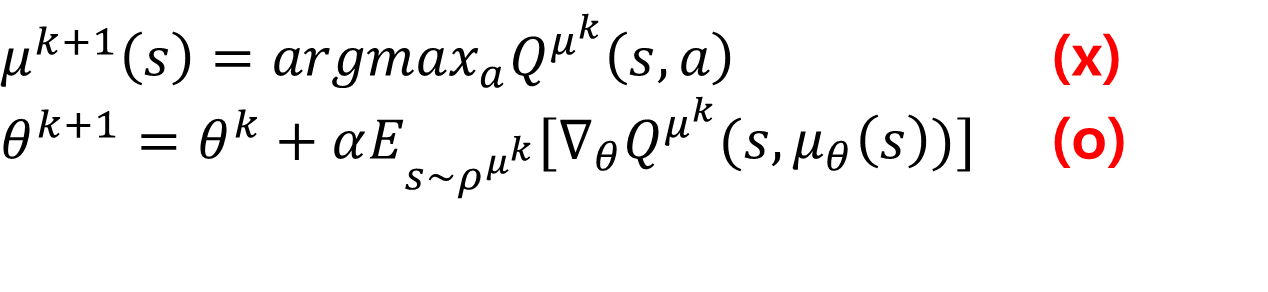 μ^{k+1}(s) = argmax_a Q^{μ^k}(s, a) (x)
θ^{k+1} = θ^k + αE_{s~ρ^{μ^k}}[∇_θ Q^{μ^k}(s, μ_θ(s))] (o)